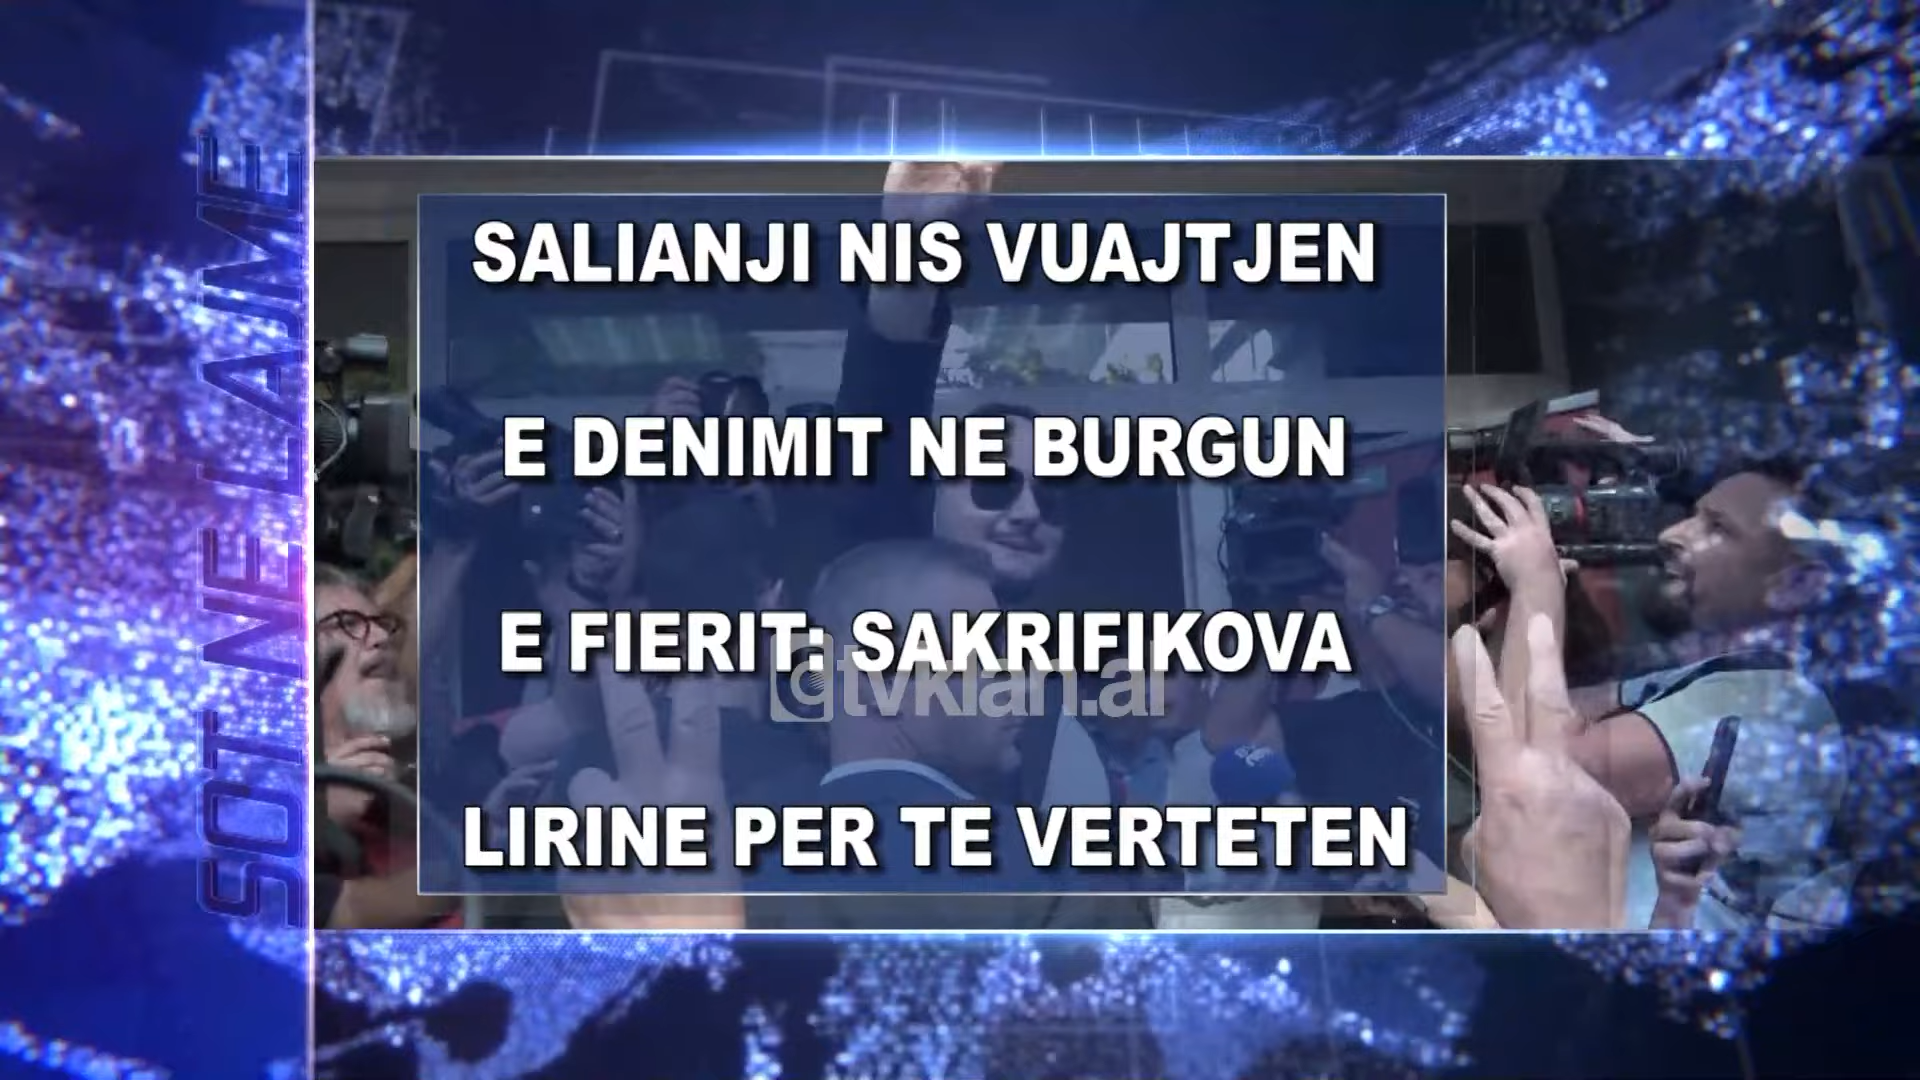 SALIANJI NIS VUAJTJEN
E DENIMIT NE BURGUN
E FIERIT: SAKRIFIKOVA
LIRINE PER TE VERTETEN
SOT NE LAJME
tvklan.al